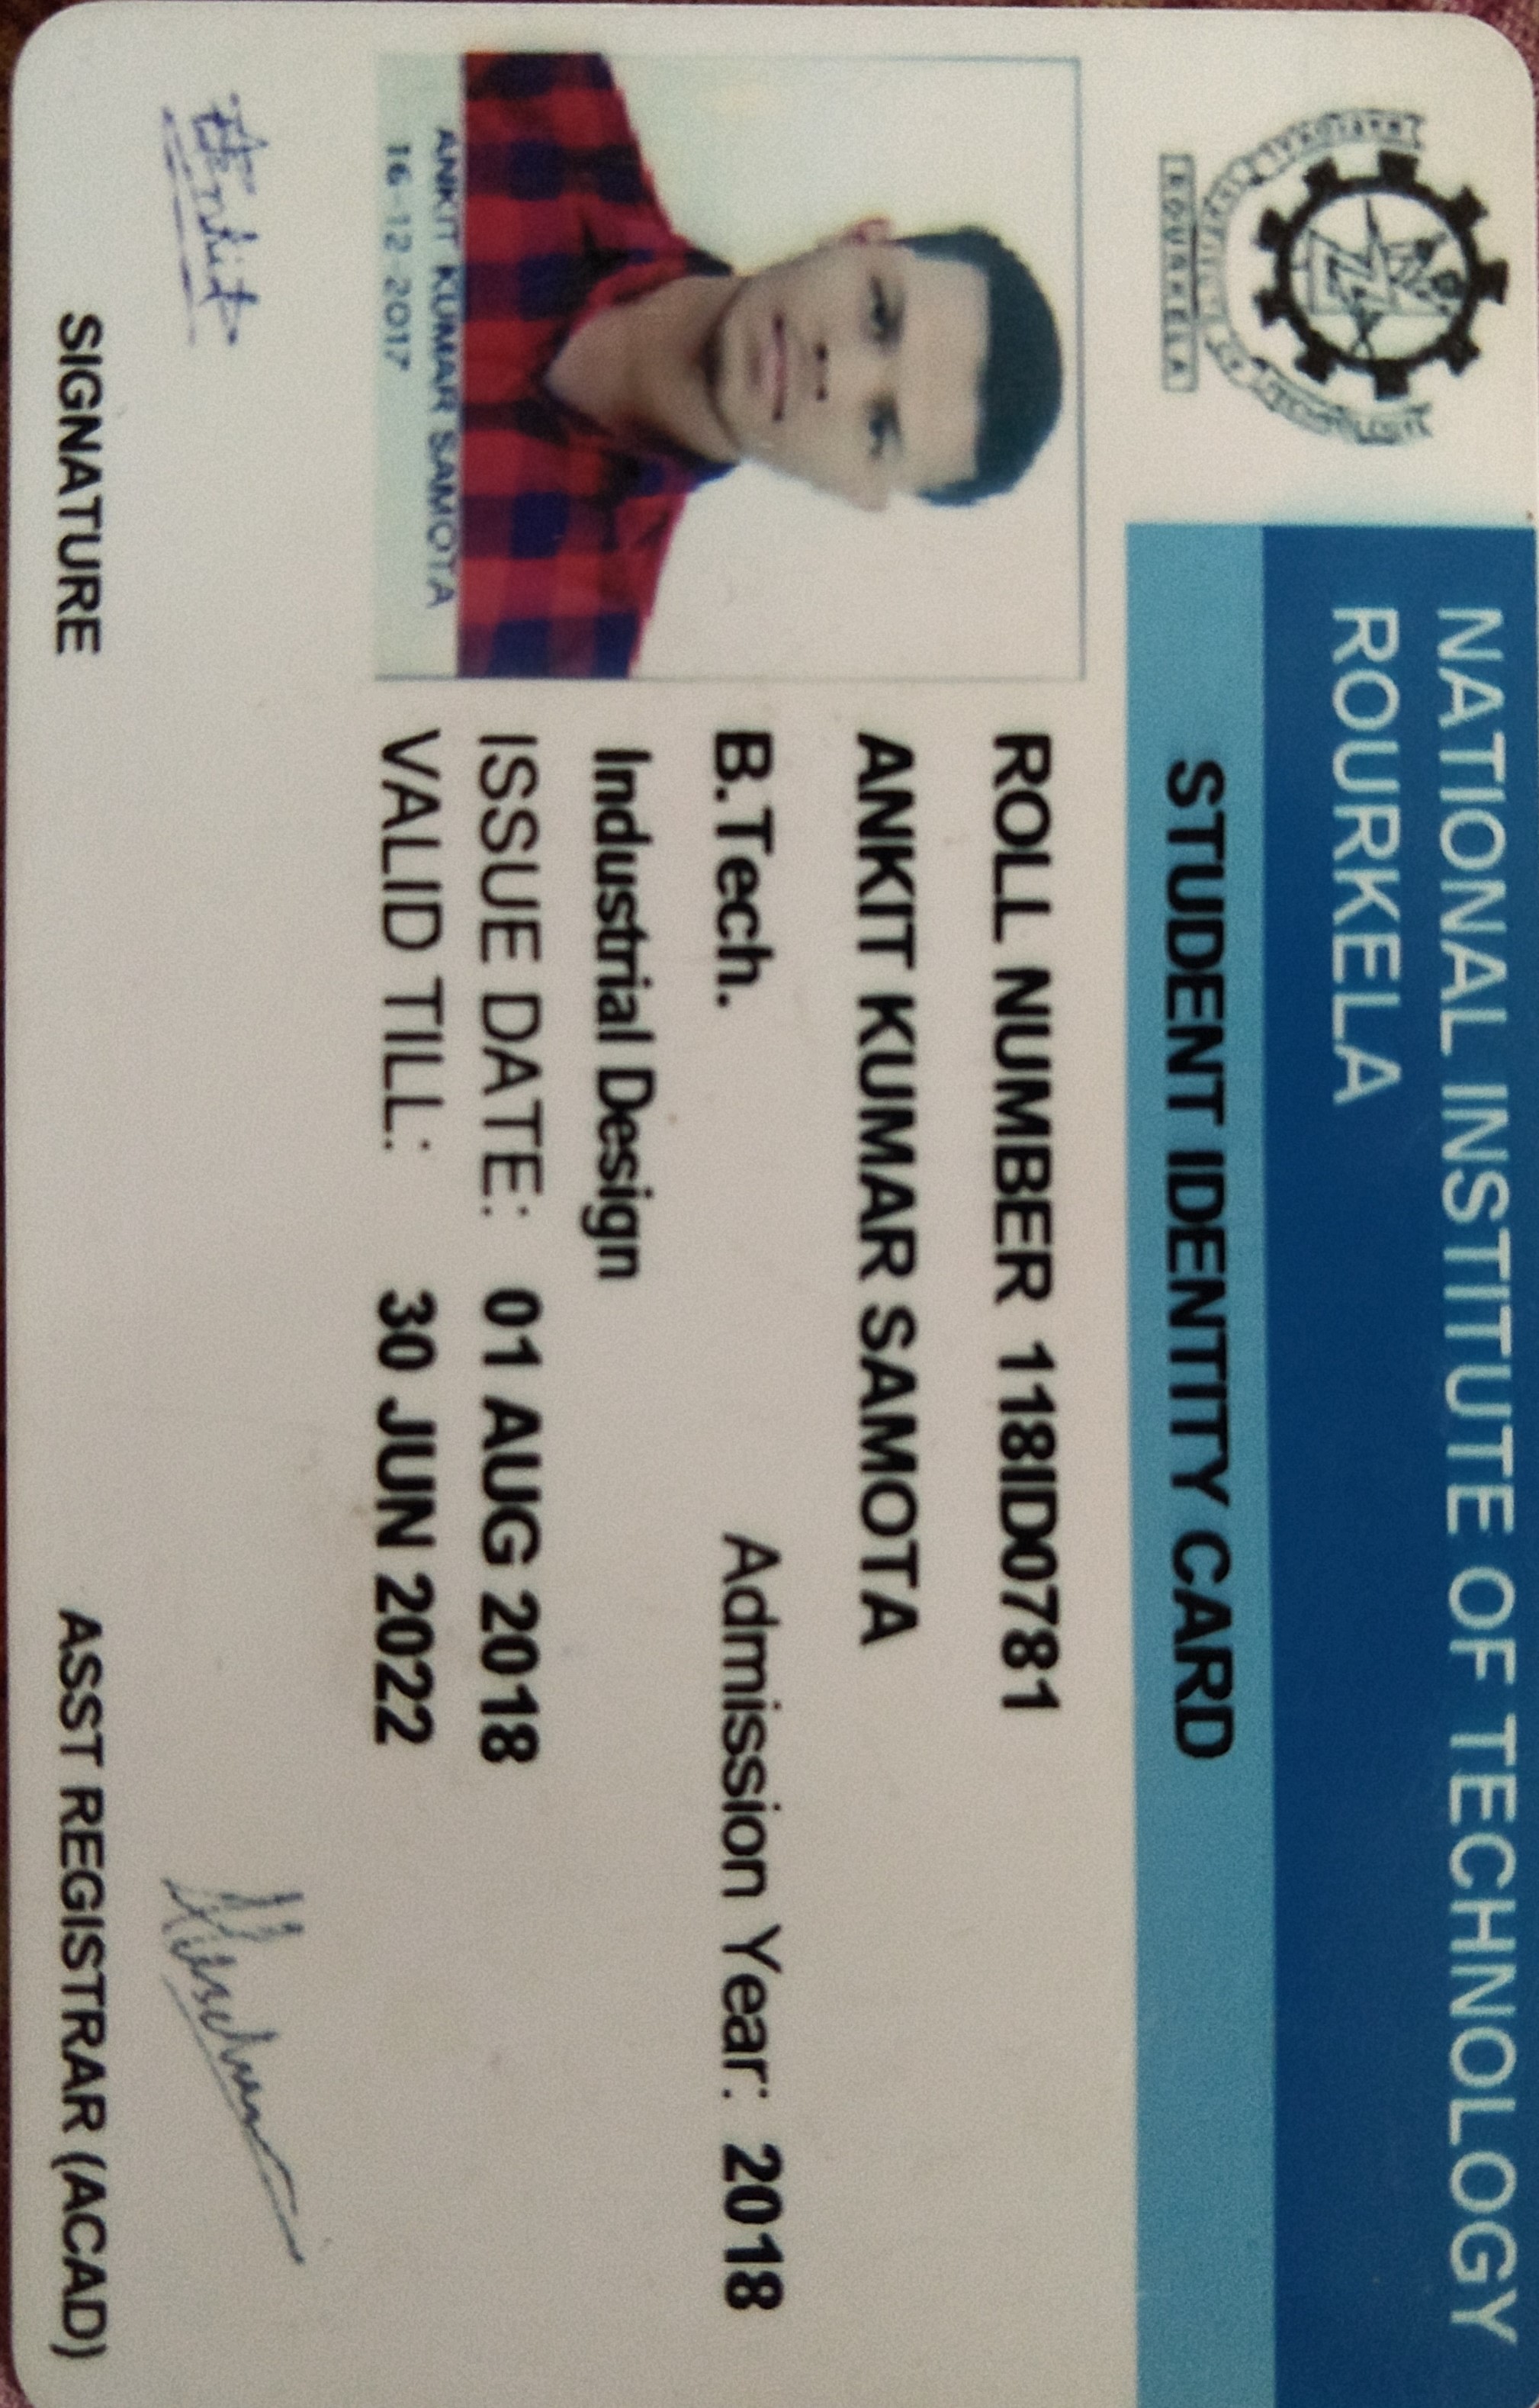 NATIONAL INSTITUTE OF TECHNOLOGY
ROURKELA
ROURKELA
STUDENT IDENTITY CARD
ROLL NUMBER 118ID0781
ANKIT KUMAR SAMOTA
B.Tech. Admission Year: 2018
Industrial Design
ISSUE DATE: 01 AUG 2018
VALID TILL: 30 JUN 2022
ANKIT KUMAR SAMOTA
16-12-2017
Ankit
SIGNATURE
ASST REGISTRAR (ACAD)